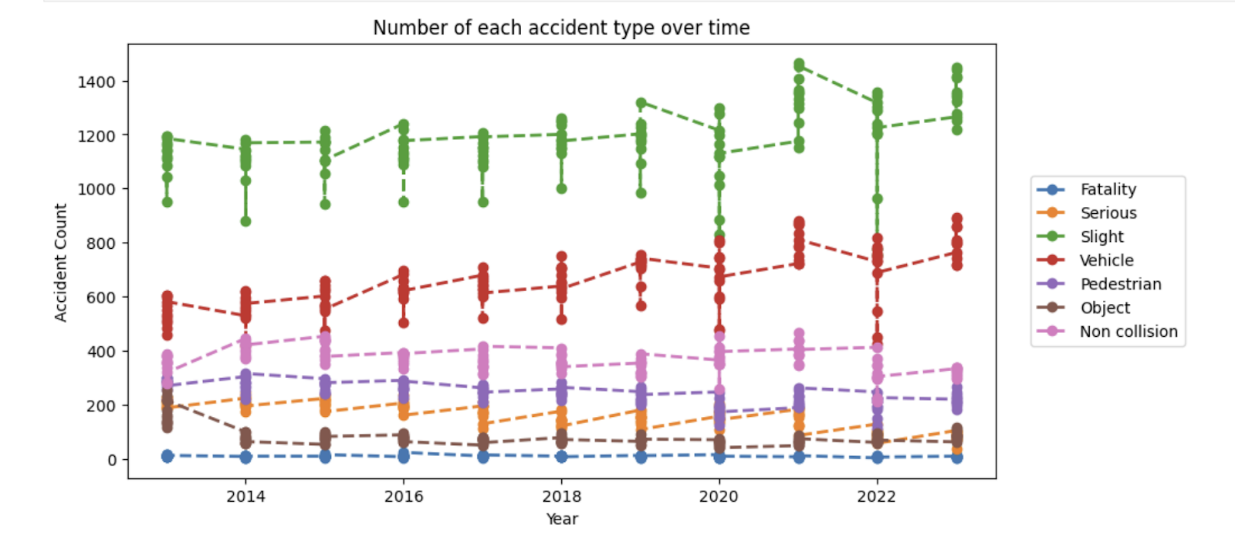 Number of each accident type over time
1400
1200
1000
800
600
400
200
0
Accident Count
2014 2016 2018 2020 2022
Year
Fatality
Serious
Slight
Vehicle
Pedestrian
Object
Non collision